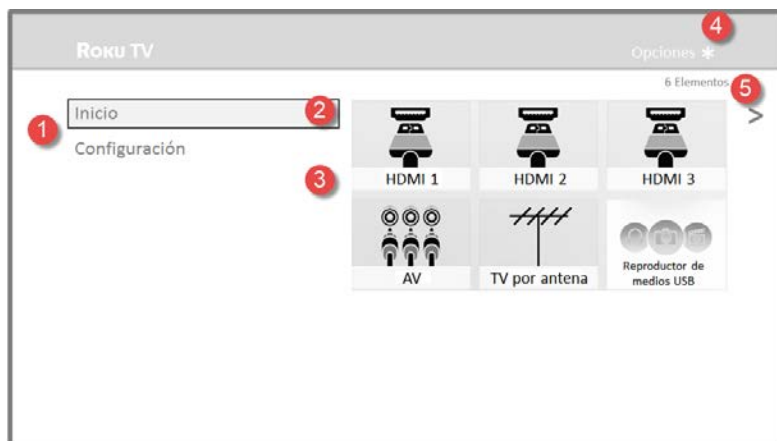 4
ROKU TV
Opciones *
6 Elementos
5
1
Inicio
2
>
Configuración
3
HDMI 1
HDMI 2
HDMI 3
AV
TV por antena
Reproductor de
medios USB